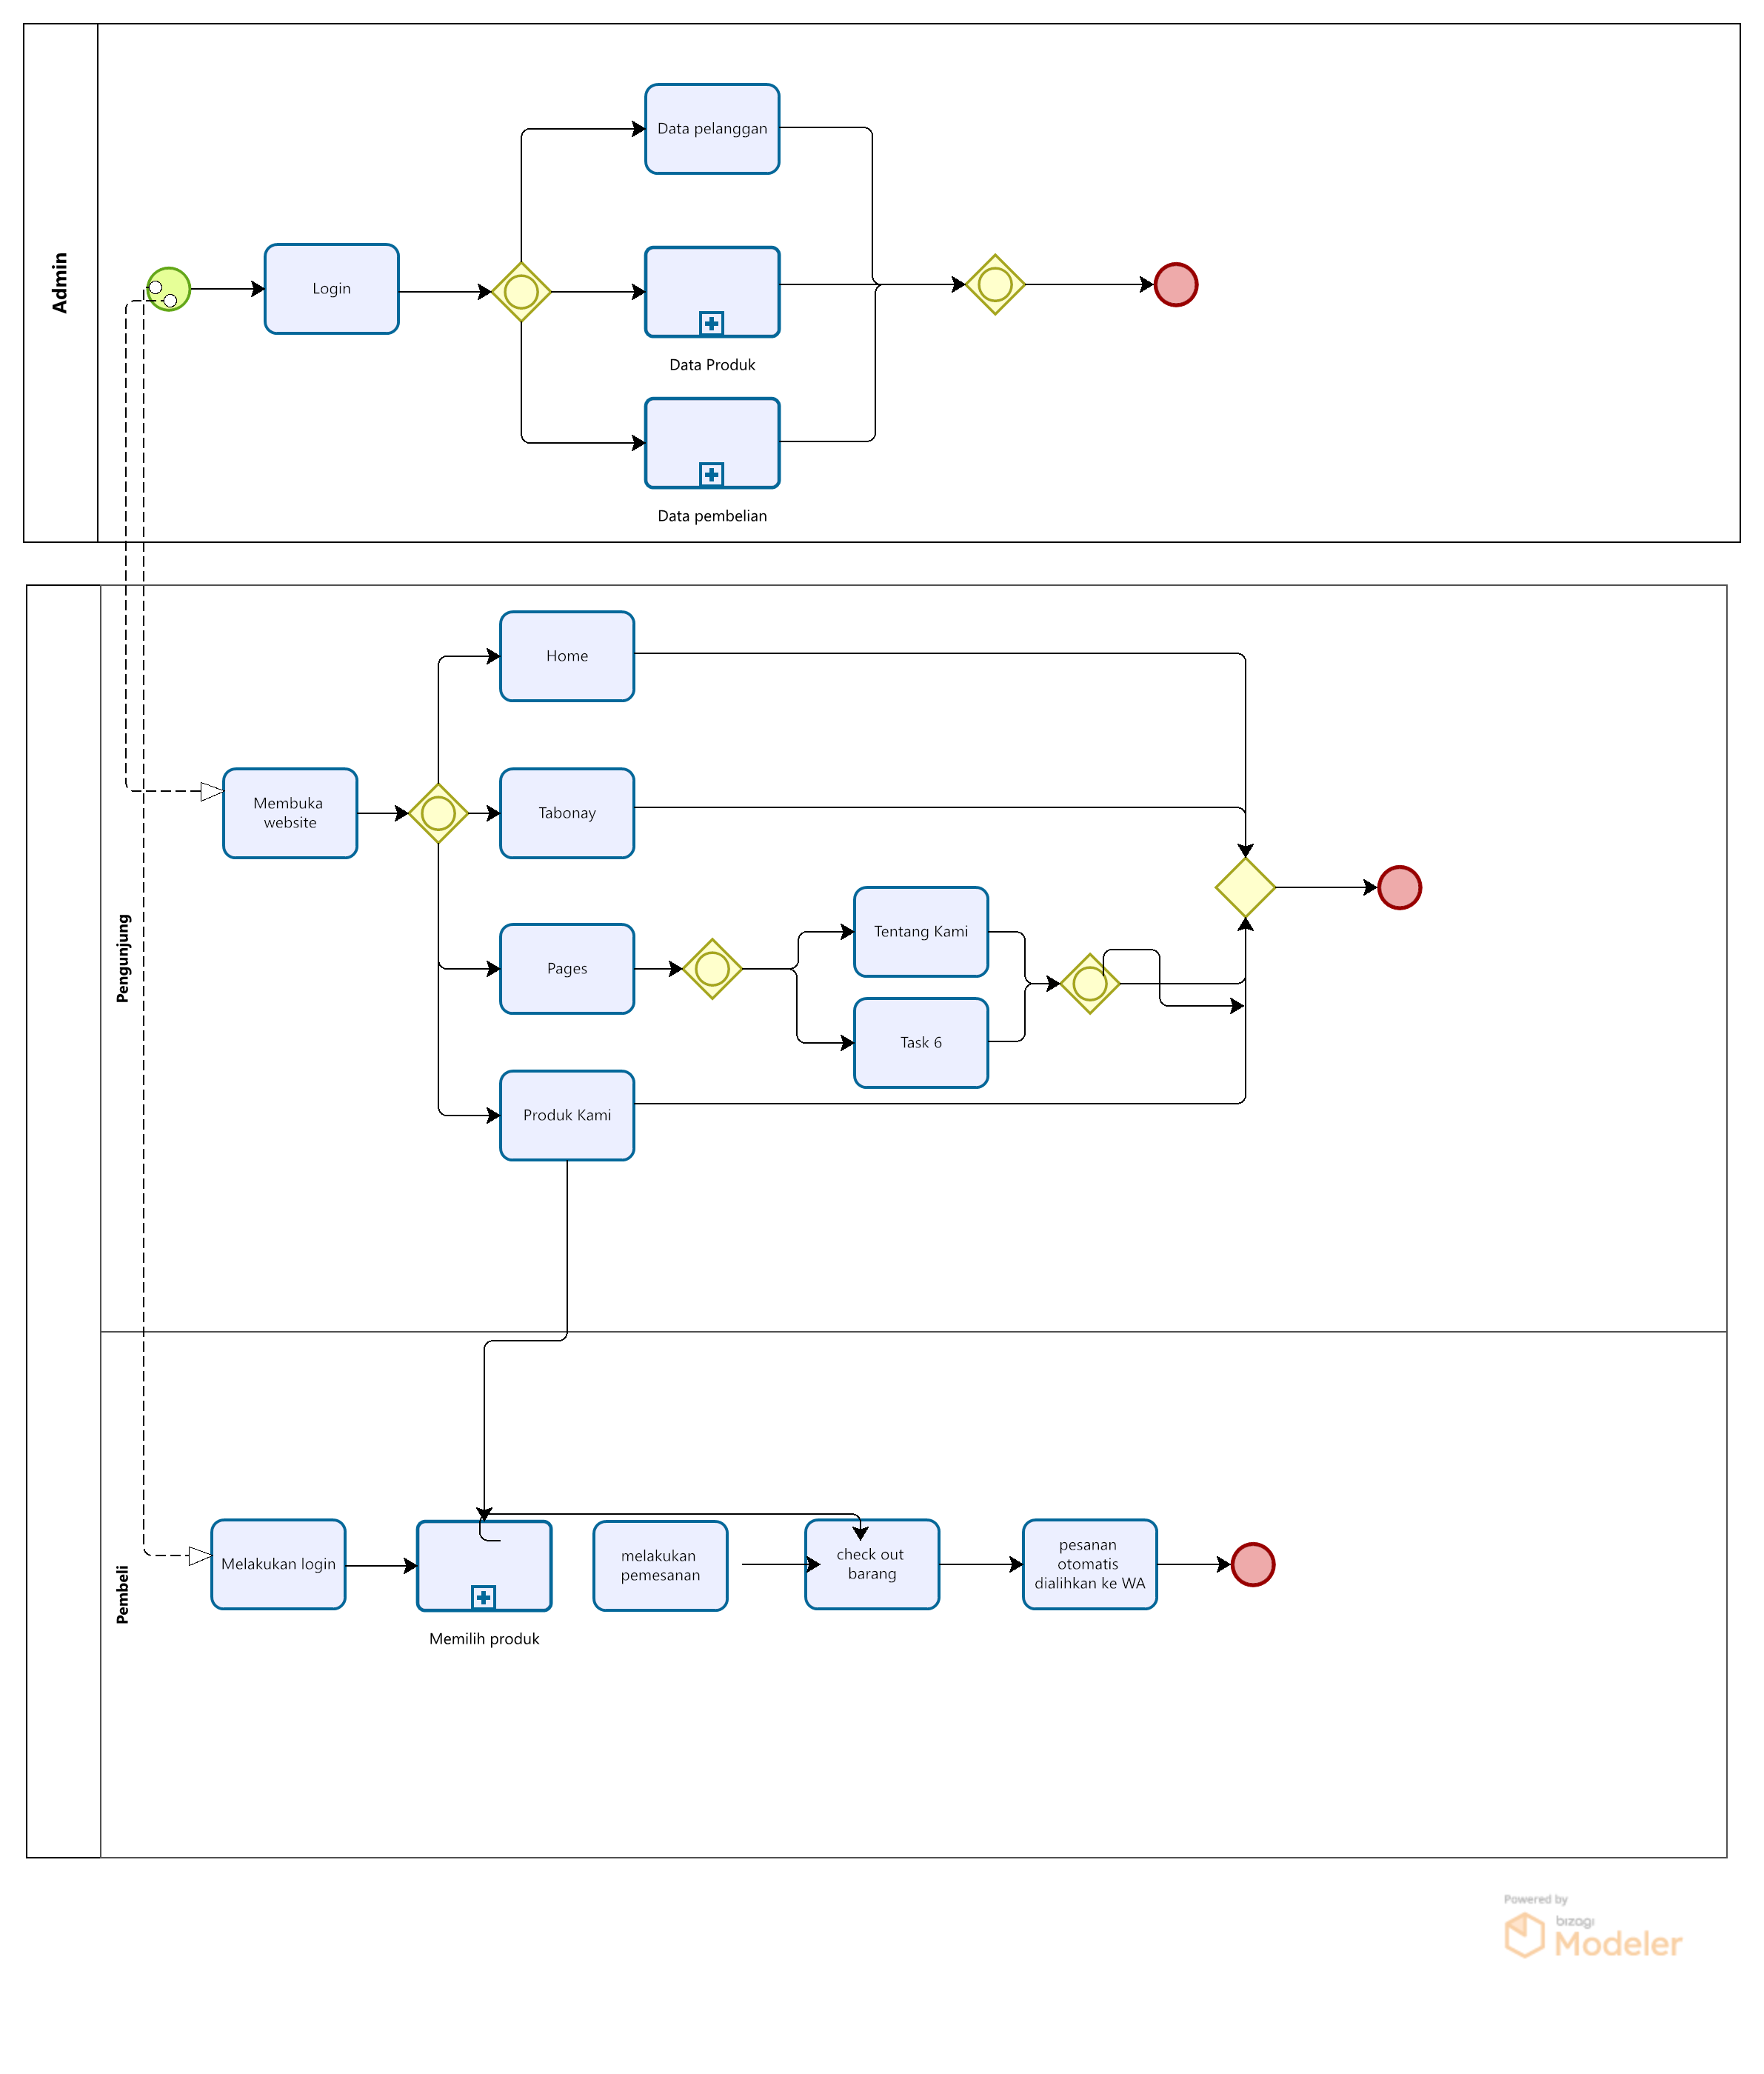 Admin
Data pelanggan
Login
Data Produk
Data pembelian
Pengunjung
Home
Membuka
website
Tabonay
Tentang Kami
Pages
Task 6
Produk Kami
Pembeli
Melakukan login
Memilih produk
melakukan
pemesanan
check out
barang
pesanan
otomatis
dialihkan ke WA
Powered by
bizagi
Modeler